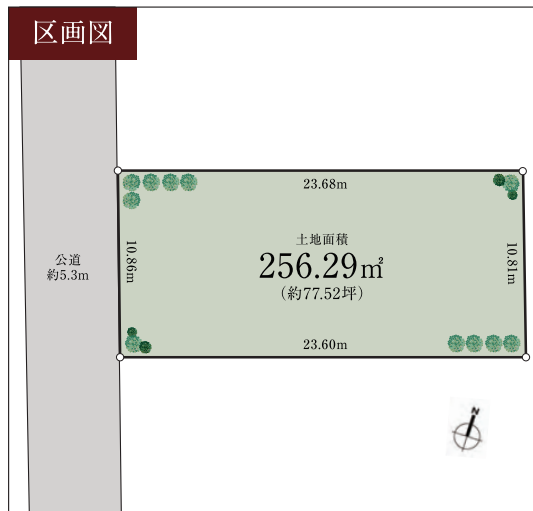 区画図
23.68m
公道
約5.3m
10.86m
土地面積
256.29㎡
（約77.52坪）
10.81m
23.60m
N